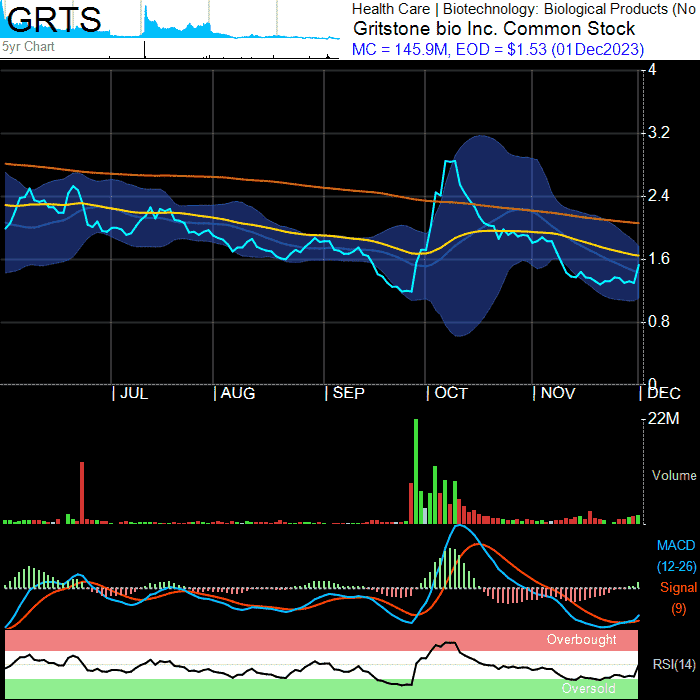 GRTS
5yr Chart
Health Care | Biotechnology: Biological Products (No
Gritstone bio Inc. Common Stock
MC = 145.9M, EOD = $1.53 (01Dec2023)
4
3.2
2.4
1.6
0.8
0
JUL
AUG
SEP
OCT
NOV
DEC
22M
Volume
MACD
(12-26)
Signal
(9)
Overbought
RSI(14)
Oversold